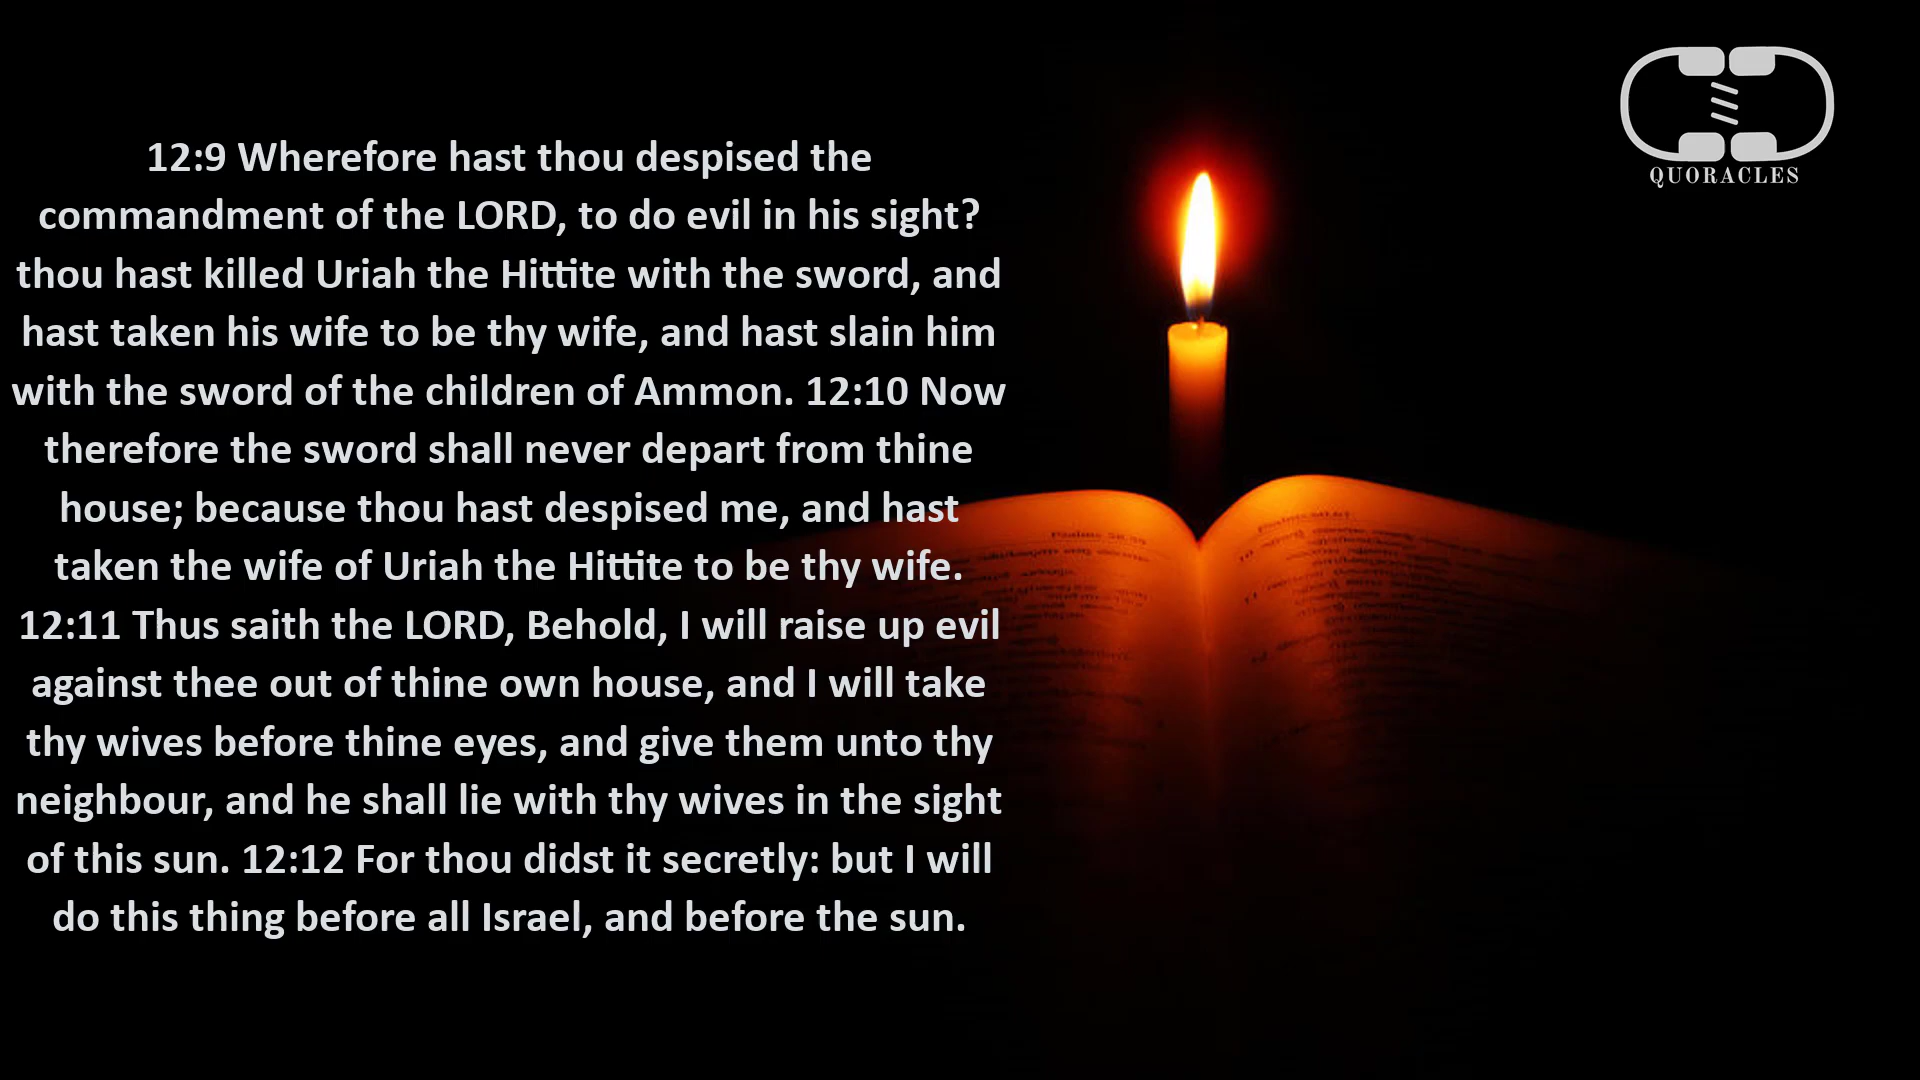 12:9 Wherefore hast thou despised the
commandment of the LORD, to do evil in his sight?
thou hast killed Uriah the Hittite with the sword, and
hast taken his wife to be thy wife, and hast slain him
with the sword of the children of Ammon. 12:10 Now
therefore the sword shall never depart from thine
house; because thou hast despised me, and hast
taken the wife of Uriah the Hittite to be thy wife.
12:11 Thus saith the LORD, Behold, I will raise up evil
against thee out of thine own house, and I will take
thy wives before thine eyes, and give them unto thy
neighbour, and he shall lie with thy wives in the sight
of this sun. 12:12 For thou didst it secretly: but I will
do this thing before all Israel, and before the sun.
QUORACLES